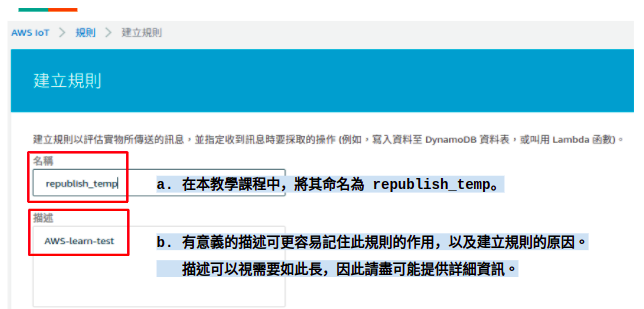 AWS IoT > 規則 > 建立規則
建立規則
建立規則以評估實物所傳送的訊息，並指定收到訊息時要採取的操作 (例如，寫入資料至 DynamoDB 資料表，或叫用 Lambda 函數)。
名稱
republish_temp
a. 在本教學課程中，將其命名為 republish_temp。
描述
AWS-learn-test
b. 有意義的描述可更容易記住此規則的作用，以及建立規則的原因。
描述可以視需要如此長，因此請盡可能提供詳細資訊。